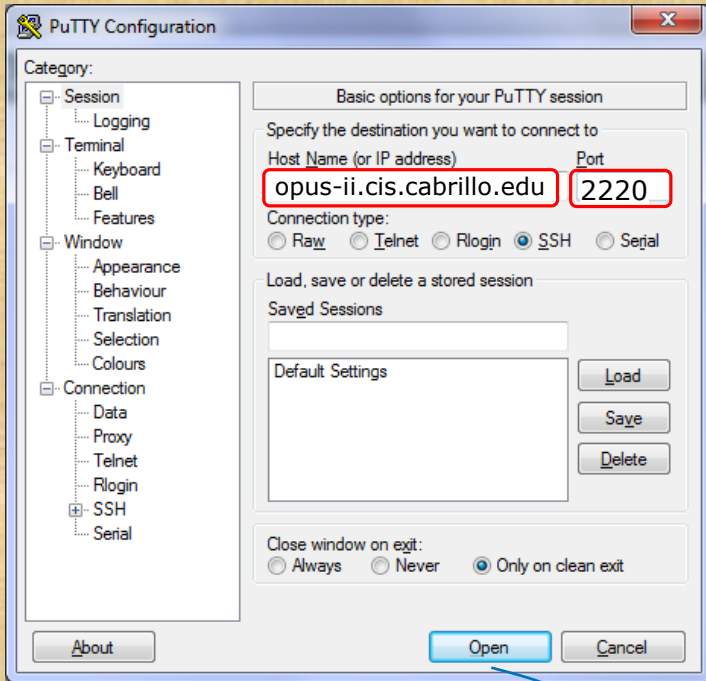 PuTTY Configuration
x
Category:
Session
Logging
Terminal
Keyboard
Bell
Features
Window
Appearance
Behaviour
Translation
Selection
Colours
Connection
Data
Proxy
Telnet
Rlogin
SSH
Serial
Basic options for your PuTTY session
Specify the destination you want to connect to
Host Name (or IP address) Port
opus-ii.cis.cabrillo.edu 2220
Connection type:
Raw Telnet Rlogin SSH Serial
Load, save or delete a stored session
Saved Sessions
Default Settings
Load
Save
Delete
Close window on exit:
Always Never Only on clean exit
About Open Cancel